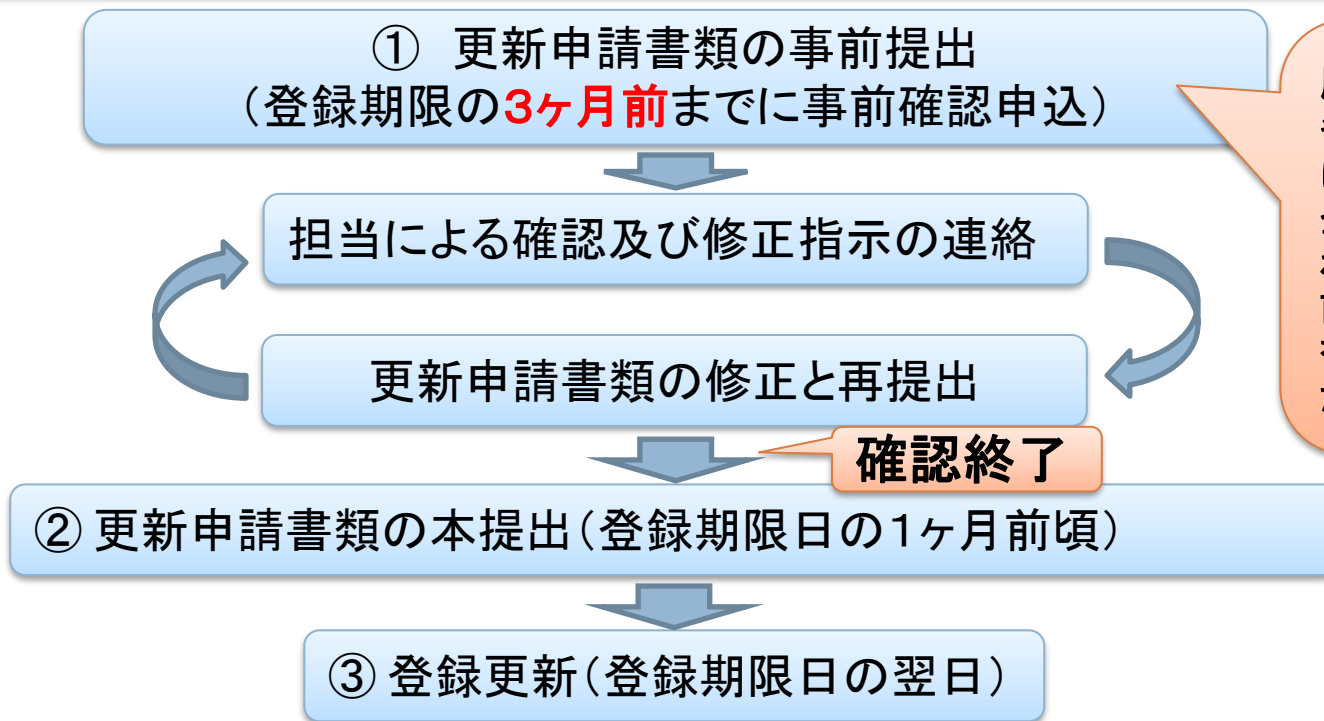 ① 更新申請書類の事前提出
(登録期限の3ヶ月前までに事前確認申込)
担当による確認及び修正指示の連絡
更新申請書類の修正と再提出
確認終了
② 更新申請書類の本提出(登録期限日の1ヶ月前頃)
③ 登録更新(登録期限日の翌日)